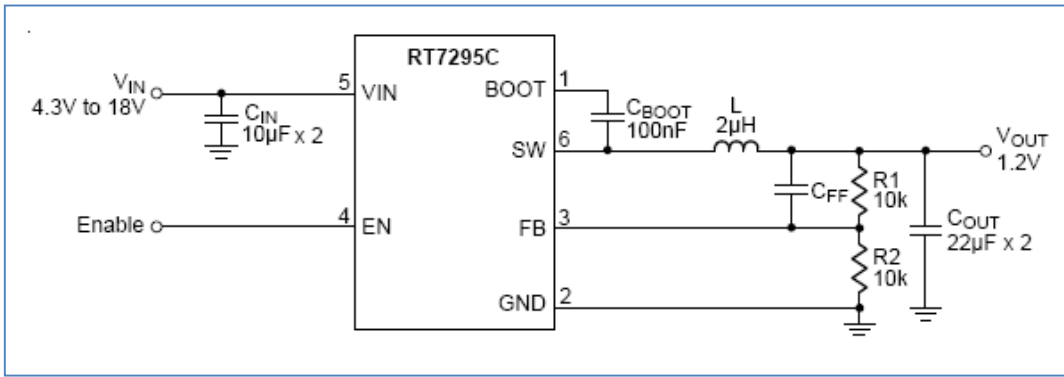 RT7295C
VIN
4.3V to 18V
CIN
10µF x 2
5
VIN
Enable
4
EN
BOOT
1
CBOOT
100nF
SW
6
L
2µH
VOUT
1.2V
CFF
R1
10k
FB
3
R2
10k
COUT
22µF x 2
GND
2